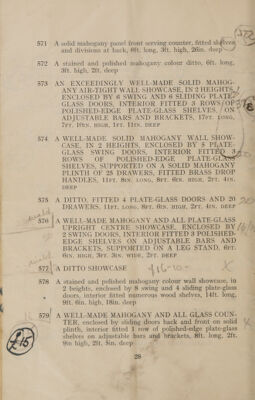 571 A solid mahogany panel front serving counter, fitted shelves
and divisions at back, 6ft. long, 3ft. high, 26in. deep
572 A stained and polished mahogany colour ditto, 6ft. long,
3ft. high, 2ft. deep
573 AN EXCEEDINGLY WELL-MADE SOLID MAHOG-
ANY AIR-TIGHT WALL SHOWCASE, IN 2 HEIGHTS,
ENCLOSED BY 6 SWING AND 6 SLIDING PLATE-
GLASS DOORS, INTERIOR FITTED 3 ROWS OF
POLISHED-EDGE PLATE-GLASS SHELVES, ON
ADJUSTABLE BARS AND BRACKETS, 17FT. LONG,
HIGH, DEEP
574 A WELL-MADE SOLID MAHOGANY WALL SHOW-
CASE, IN 2 HEIGHTS, ENCLOSED BY 8 PLATE-
GLASS SWING DOORS, INTERIOR FITTED 3
ROWS OF POLISHED-EDGE PLATE-GLASS
SHELVES, SUPPORTED ON A SOLID MAHOGANY
PLINTH OF 25 DRAWERS, FITTED BRASS DROP
HANDLES, 11FT. 8IN. LONG, 8FT. 6IN. HIGH, 2FT. 4IN.
DEEP
575 A DITTO, FITTED 4 PLATE-GLASS DOORS AND 20
DRAWERS, 11FT. LONG, 8FT. 6IN. HIGH, 2FT. 4IN. DEEP
576 A WELL-MADE MAHOGANY AND ALL PLATE-GLASS
UPRIGHT CENTRE SHOWCASE, ENCLOSED BY
2 SWING DOORS, INTERIOR FITTED 3 POLISHED-
EDGE SHELVES ON ADJUSTABLE BARS AND
BRACKETS, SUPPORTED ON A LEG STAND, 6FT.
6IN. HIGH, 3FT. 3IN. WIDE, 2FT. DEEP
577 A DITTO SHOWCASE
578 A stained and polished mahogany colour wall showcase, in
2 heights, enclosed by 8 swing and 4 sliding plate-glass
doors, interior fitted numerous wood shelves, 14ft. long,
9ft. 6in. high, 18in. deep
579 A WELL-MADE MAHOGANY AND ALL GLASS COUN-
TER, enclosed by sliding doors back and front on solid
plinth, interior fitted 1 row of polished-edge plate-glass
shelves on adjustable bars and brackets, 8ft. long, 2ft.
high, 2ft. 8in. deep
£15
28